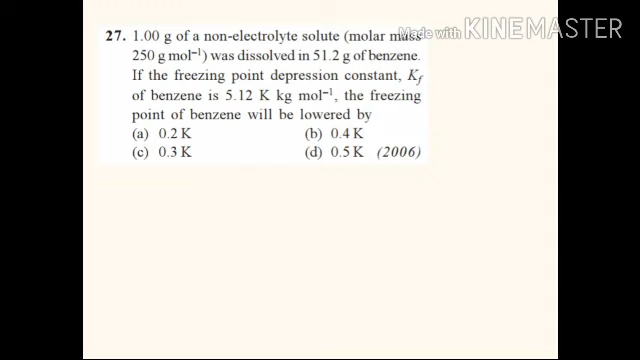 Made with KINEMASTER
27. 1.00 g of a non-electrolyte solute (molar mass
250 g mol⁻¹) was dissolved in 51.2 g of benzene.
If the freezing point depression constant, Kf
of benzene is 5.12 K kg mol⁻¹, the freezing
point of benzene will be lowered by
(a) 0.2 K (b) 0.4 K
(c) 0.3 K (d) 0.5 K (2006)